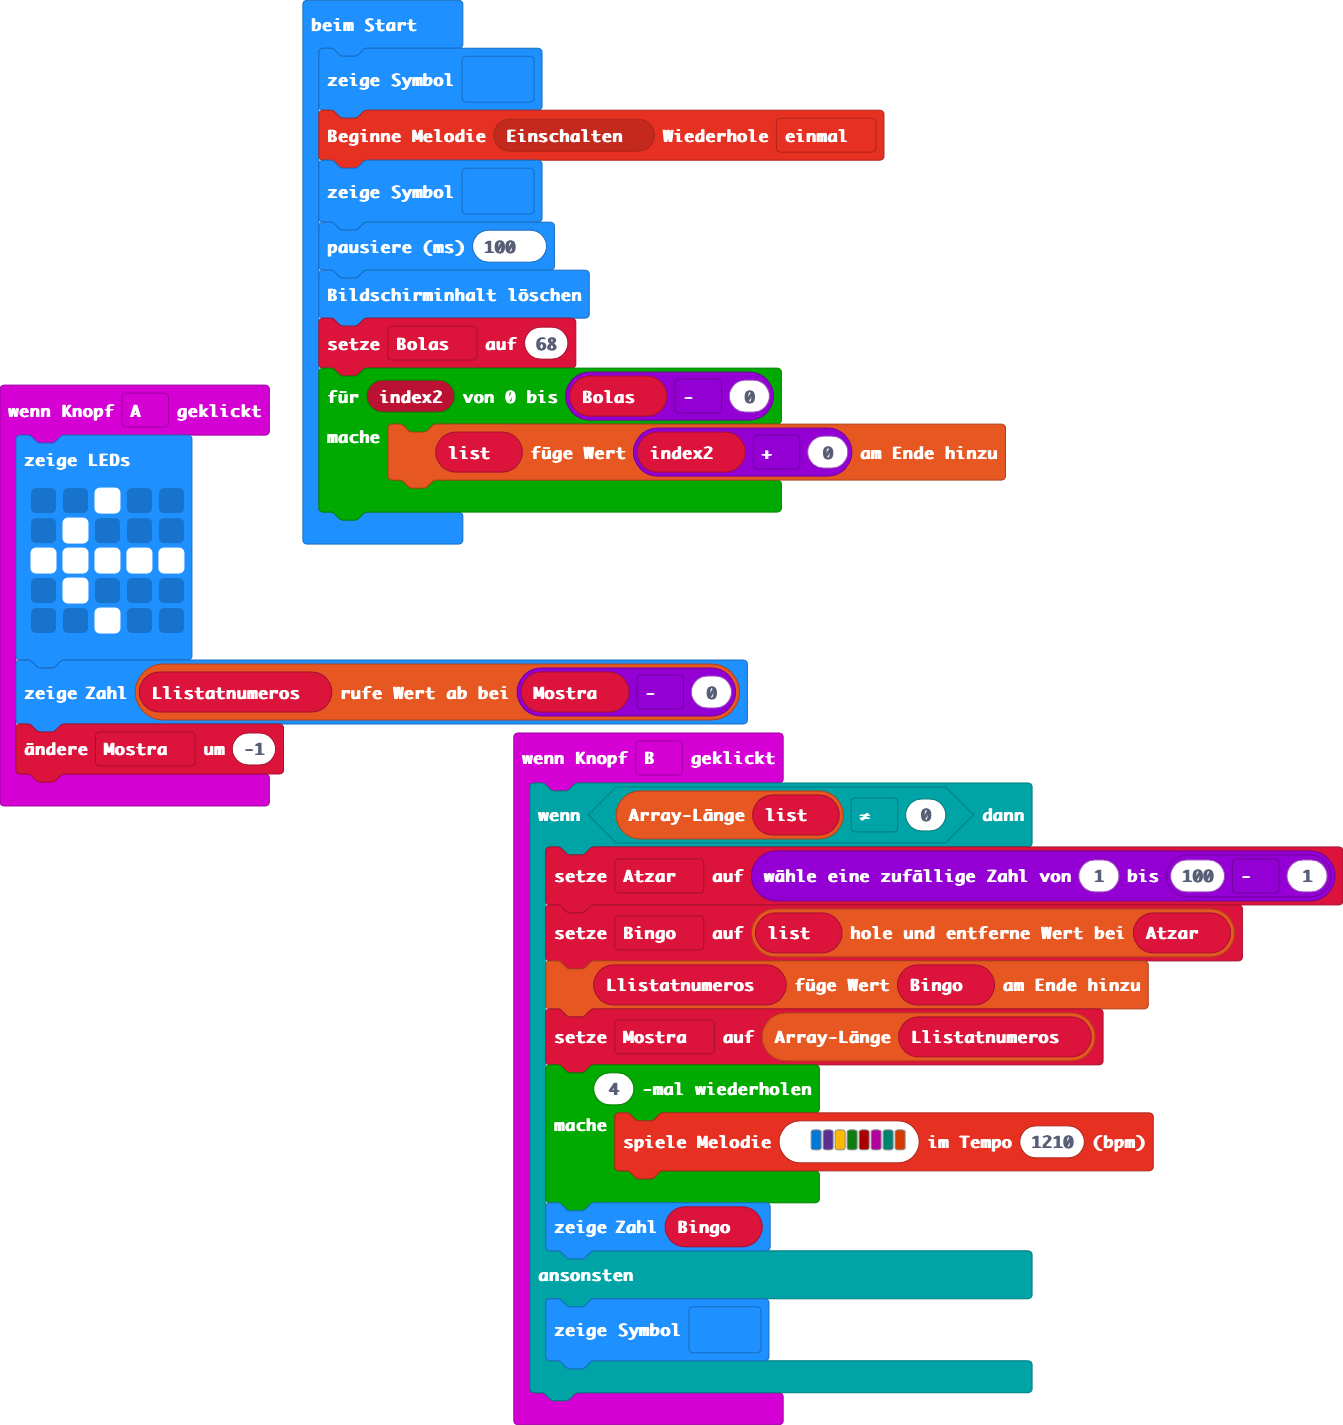 beim Start
zeige Symbol
Beginne Melodie Einschalten Wiederhole einmal
zeige Symbol
pausiere (ms) 100
Bildschirminhalt löschen
setze Bolas auf 68
für index2 von 0 bis Bolas - 0
mache
list füge Wert index2 + 0 am Ende hinzu
wenn Knopf A geklickt
zeige LEDs
zeige Zahl Llistatnumeros rufe Wert ab bei Mostra - 0
ändere Mostra um -1
wenn Knopf B geklickt
wenn Array-Länge list ≠ 0 dann
setze Atzar auf wähle eine zufällige Zahl von 1 bis 100 - 1
setze Bingo auf list hole und entferne Wert bei Atzar
Llistatnumeros füge Wert Bingo am Ende hinzu
setze Mostra auf Array-Länge Llistatnumeros
4 -mal wiederholen
mache
spiele Melodie im Tempo 1210 (bpm)
zeige Zahl Bingo
ansonsten
zeige Symbol